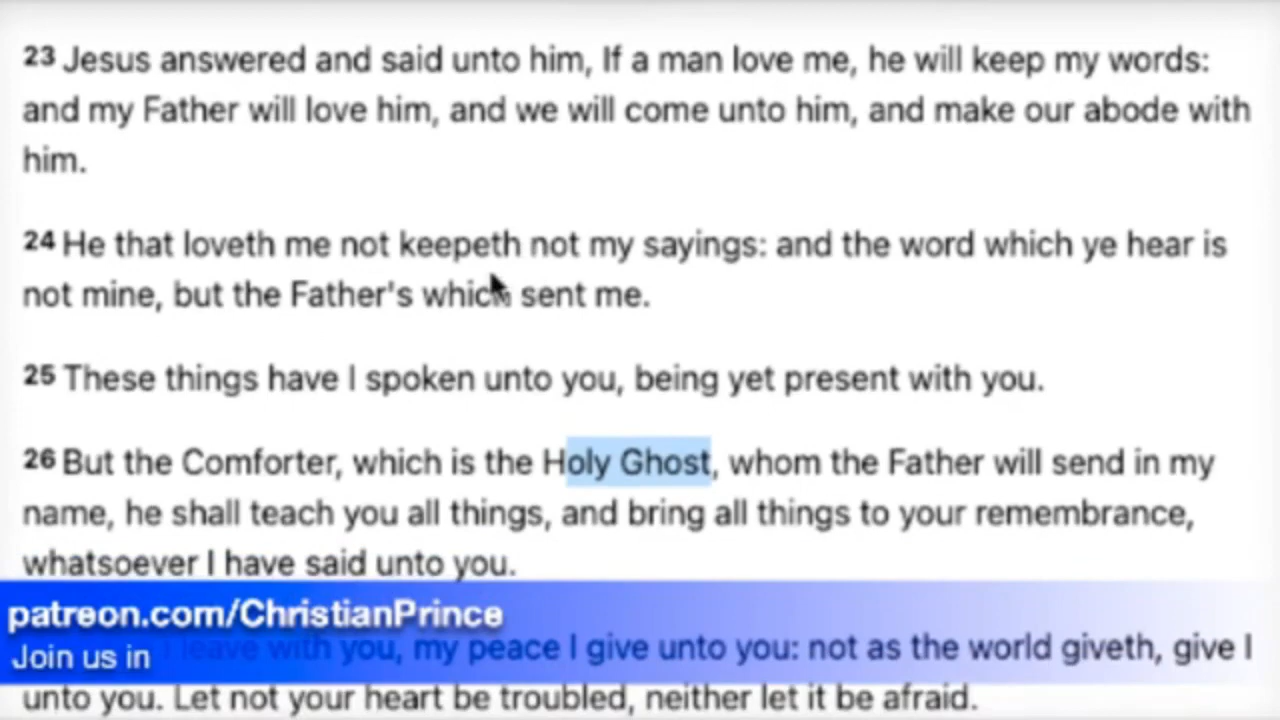 23 Jesus answered and said unto him, If a man love me, he will keep my words:
and my Father will love him, and we will come unto him, and make our abode with
him.
24 He that loveth me not keepeth not my sayings: and the word which ye hear is
not mine, but the Father's which sent me.
25 These things have I spoken unto you, being yet present with you.
26 But the Comforter, which is the Holy Ghost, whom the Father will send in my
name, he shall teach you all things, and bring all things to your remembrance,
whatsoever I have said unto you.
patreon.com/ChristianPrince
Join us in
I leave with you, my peace I give unto you: not as the world giveth, give I
unto you. Let not your heart be troubled, neither let it be afraid.